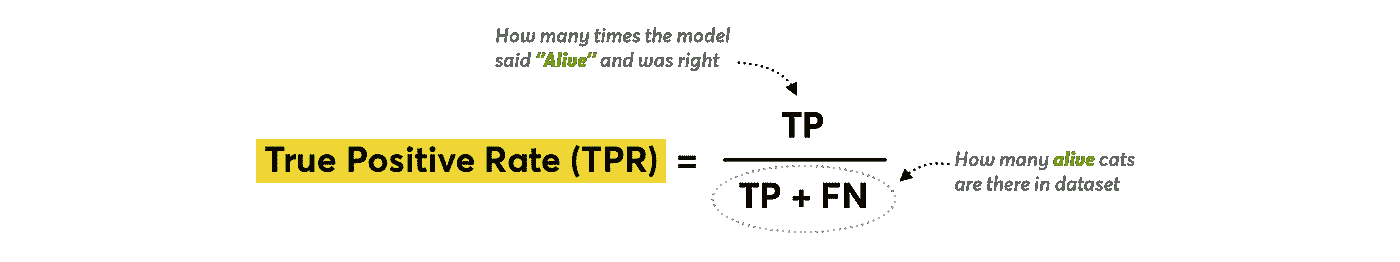 How many times the model
said "Alive" and was right
TP
True Positive Rate (TPR) =
TP + FN
How many alive cats
are there in dataset